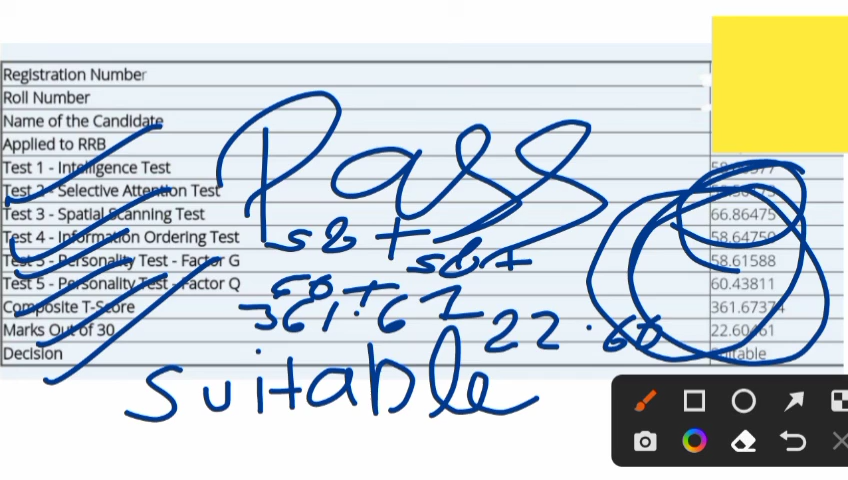 Registration Number
Roll Number
Name of the Candidate
Applied to RRB
Test 1 - Intelligence Test
Test 2 - Selective Attention Test
Test 3 - Spatial Scanning Test 66.86475
Test 4 - Information Ordering Test 58.64750
Test 5 - Personality Test - Factor G 58.61588
Test 5 - Personality Test - Factor Q 60.43811
Composite T-Score 361.67374
Marks Out of 30 22.60461
Decision Suitable
Pass
58 +
58 +
60 +
361.67
22.60
suitable